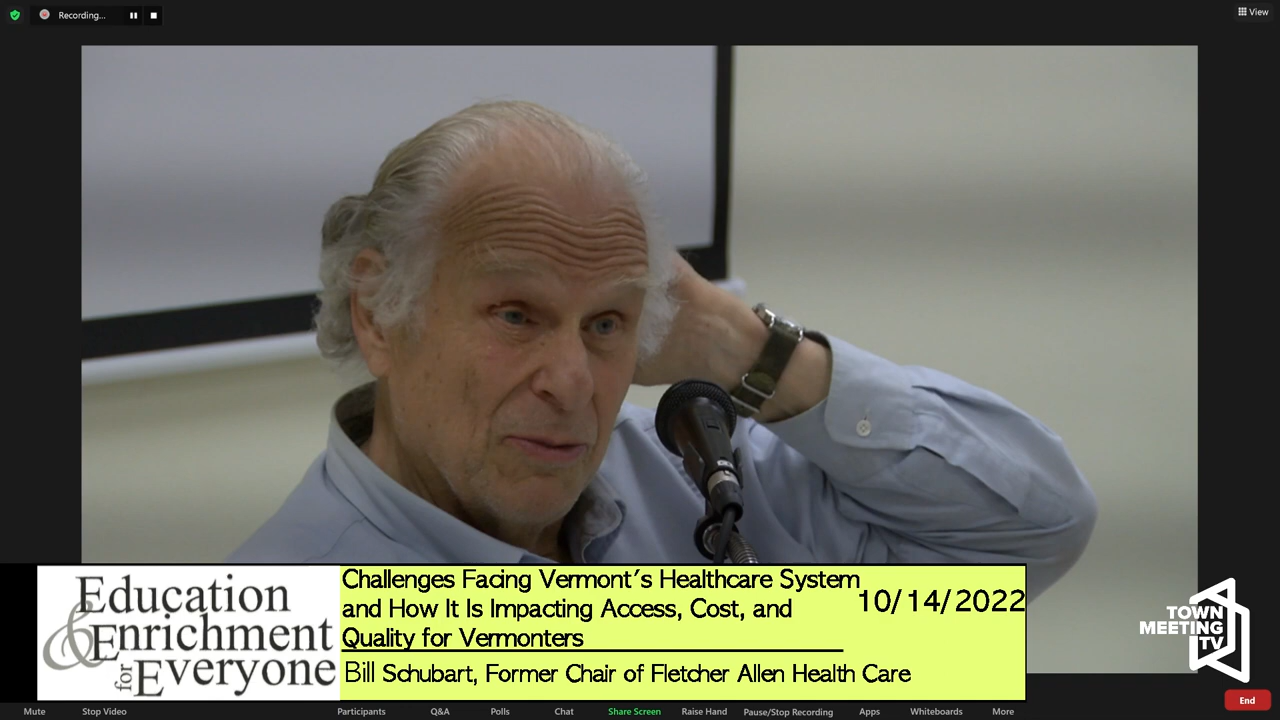 Recording...
View
Education
& Enrichment
for Everyone
Challenges Facing Vermont's Healthcare System
and How It Is Impacting Access, Cost, and
Quality for Vermonters
10/14/2022
Bill Schubart, Former Chair of Fletcher Allen Health Care
TOWN
MEETING
TV
End
Mute
Stop Video
Participants
Q&A
Polls
Chat
Share Screen
Raise Hand
Pause/Stop Recording
Apps
Whiteboards
More